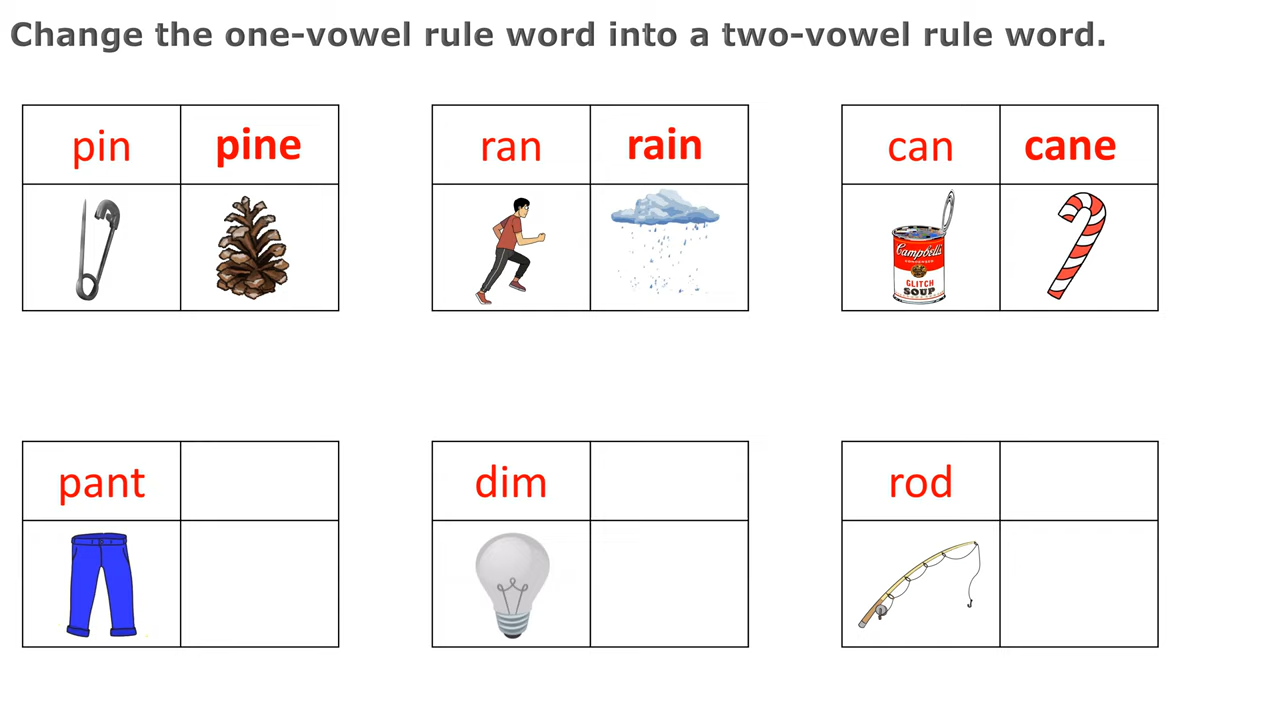 Change the one-vowel rule word into a two-vowel rule word.
pin pine
ran rain
can cane
Campbell's
CONDENSED
GLITCH
SOUP
pant
dim
rod